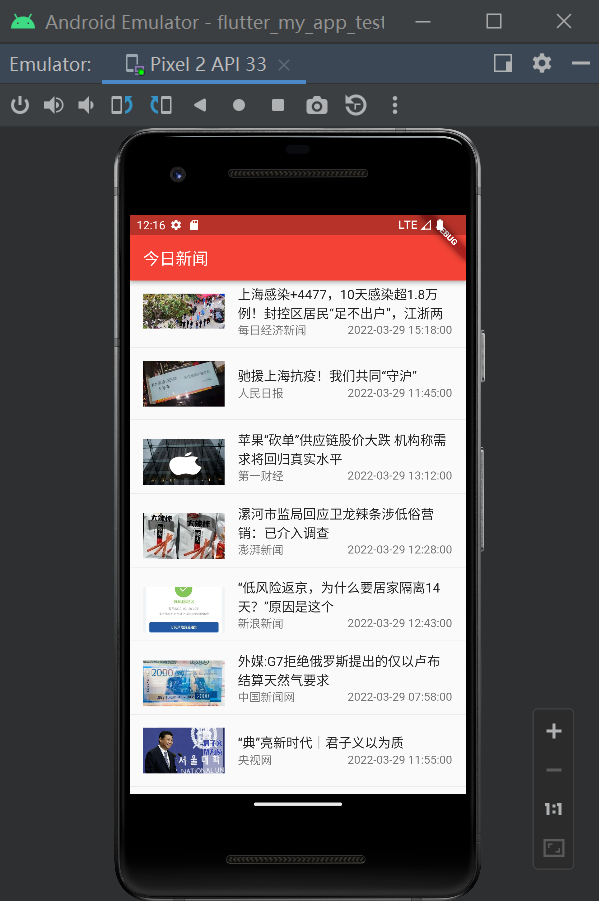 Android Emulator - flutter_my_app_test
Emulator:
Pixel 2 API 33
12:16
LTE
DEBUG
今日新闻
上海感染+4477，10天感染超1.8万
例！封控区居民“足不出户”，江浙两
每日经济新闻 2022-03-29 15:18:00
驰援上海抗疫！我们共同“守沪”
人民日报 2022-03-29 11:45:00
苹果“砍单”供应链股价大跌 机构称需
求将回归真实水平
第一财经 2022-03-29 13:12:00
漯河市监局回应卫龙辣条涉低俗营
销：已介入调查
澎湃新闻 2022-03-29 12:28:00
“低风险返京，为什么要居家隔离14
天？”原因是这个
新浪新闻 2022-03-29 12:43:00
外媒:G7拒绝俄罗斯提出的仅以卢布
结算天然气要求
2000
中国新闻网 2022-03-29 07:58:00
“典”亮新时代｜君子义以为质
央视网 2022-03-29 11:55:00
1:1